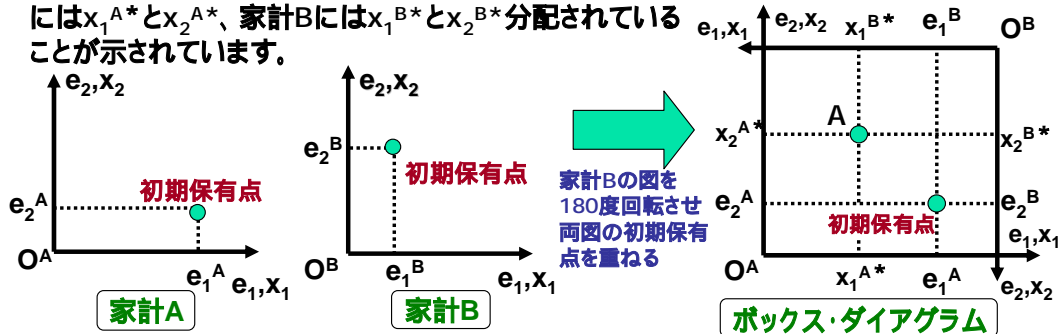 にはx₁ᴬ*とx₂ᴬ*、家計Bにはx₁ᴮ*とx₂ᴮ*分配されている
ことが示されています。
e₂,x₂
初期保有点
e₂ᴬ
Oᴬ
e₁ᴬ
e₁,x₁
家計A
e₂,x₂
e₂ᴮ
初期保有点
Oᴮ
e₁ᴮ
e₁,x₁
家計B
家計Bの図を
180度回転させ
両図の初期保有
点を重ねる
e₁,x₁
e₂,x₂
x₁ᴮ*
e₁ᴮ
Oᴮ
A
x₂ᴬ*
x₂ᴮ*
e₂ᴬ
初期保有点
e₂ᴮ
e₁,x₁
Oᴬ
x₁ᴬ*
e₁ᴬ
e₂,x₂
ボックス・ダイアグラム